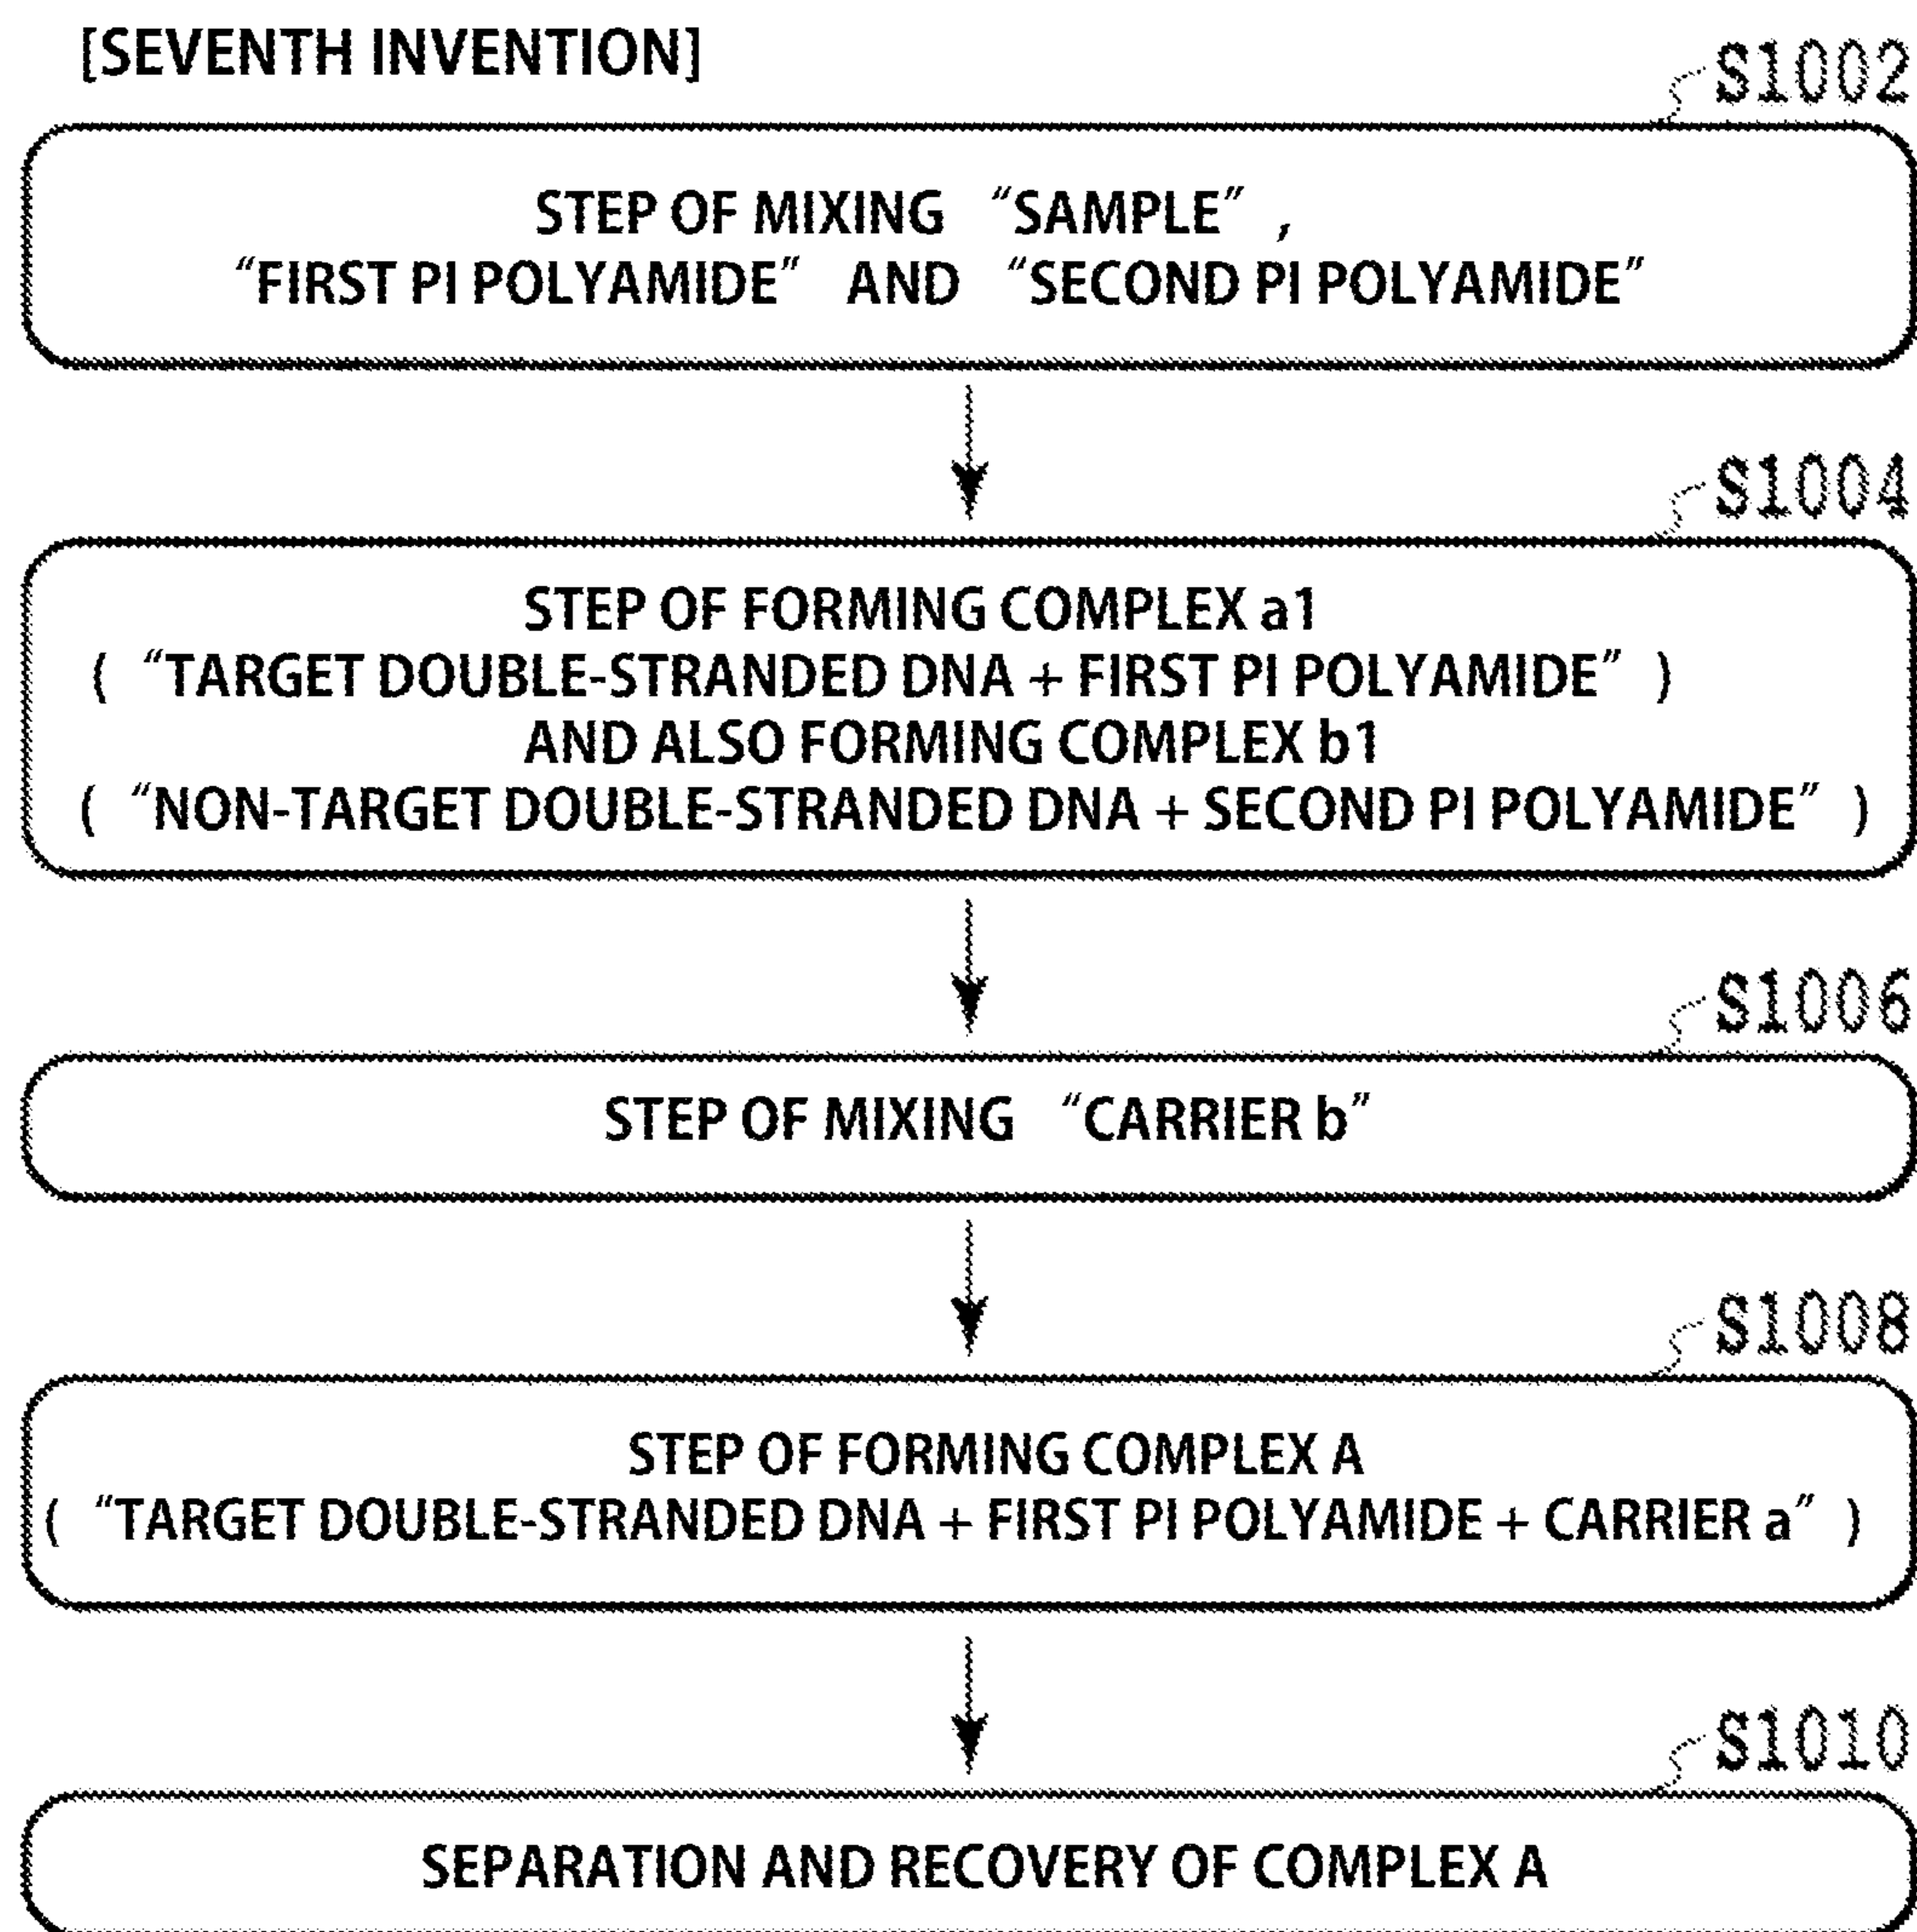 [SEVENTH INVENTION]
S1002
STEP OF MIXING "SAMPLE",
"FIRST PI POLYAMIDE" AND "SECOND PI POLYAMIDE"
S1004
STEP OF FORMING COMPLEX a1
( "TARGET DOUBLE-STRANDED DNA + FIRST PI POLYAMIDE" )
AND ALSO FORMING COMPLEX b1
( "NON-TARGET DOUBLE-STRANDED DNA + SECOND PI POLYAMIDE" )
S1006
STEP OF MIXING "CARRIER b"
S1008
STEP OF FORMING COMPLEX A
( "TARGET DOUBLE-STRANDED DNA + FIRST PI POLYAMIDE + CARRIER a" )
S1010
SEPARATION AND RECOVERY OF COMPLEX A